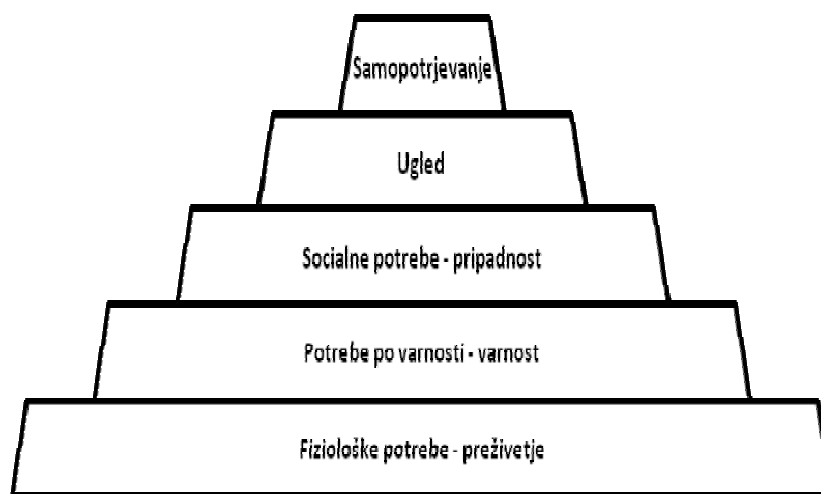 Samopotrjevanje
Ugled
Socialne potrebe - pripadnost
Potrebe po varnosti - varnost
Fiziološke potrebe - preživetje